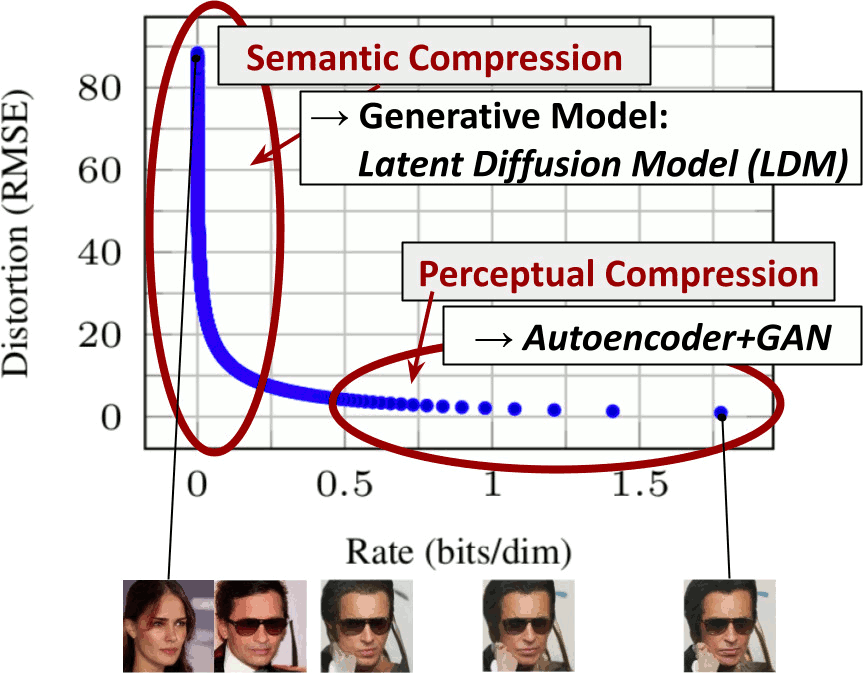 Semantic Compression
→ Generative Model:
Latent Diffusion Model (LDM)
Perceptual Compression
→ Autoencoder+GAN
Distortion (RMSE)
80
60
40
20
0
0 0.5 1 1.5
Rate (bits/dim)